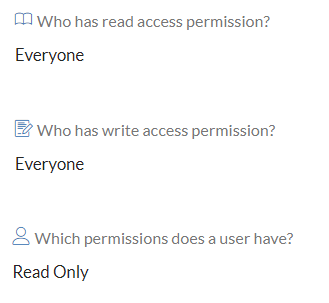 Who has read access permission?
Everyone
Who has write access permission?
Everyone
Which permissions does a user have?
Read Only